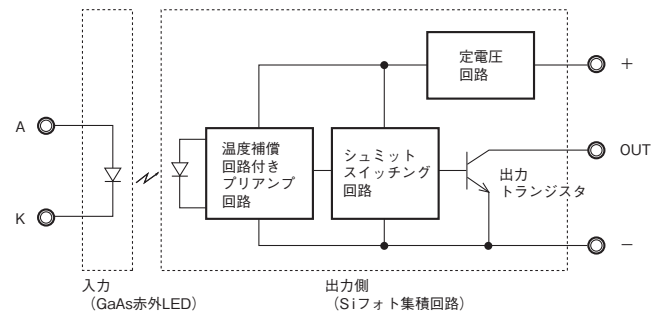 定電圧
回路
+
A
温度補償
回路付き
プリアンプ
回路
シュミット
スイッチング
回路
OUT
出力
トランジスタ
K
−
入力
（GaAs赤外LED）
出力側
（Siフォト集積回路）